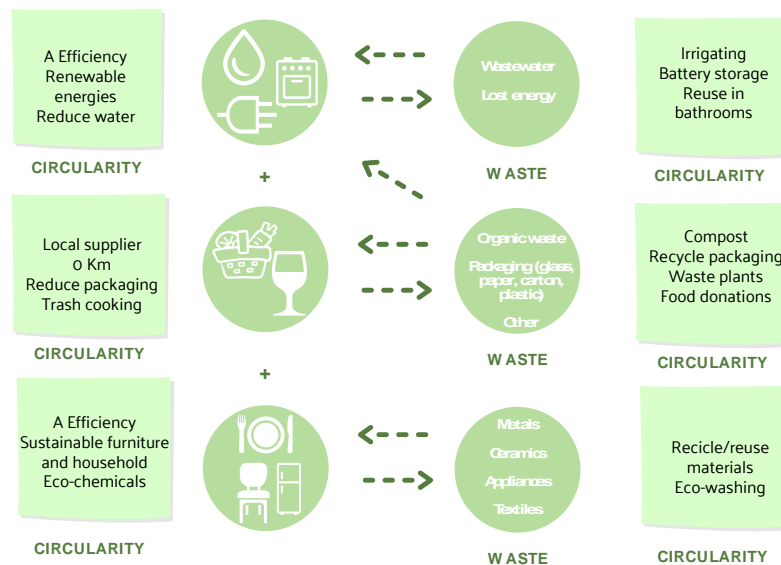 A Efficiency
Renewable
energies
Reduce water
CIRCULARITY
+
Wastewater
Lost energy
W ASTE
Irrigating
Battery storage
Reuse in
bathrooms
CIRCULARITY
Local supplier
0 Km
Reduce packaging
Trash cooking
CIRCULARITY
+
Organic waste
Packaging (glass,
paper, carton,
plastic)
Other
W ASTE
Compost
Recycle packaging
Waste plants
Food donations
CIRCULARITY
A Efficiency
Sustainable furniture
and household
Eco-chemicals
CIRCULARITY
Metals
Ceramics
Appliances
Textiles
W ASTE
Recicle/reuse
materials
Eco-washing
CIRCULARITY